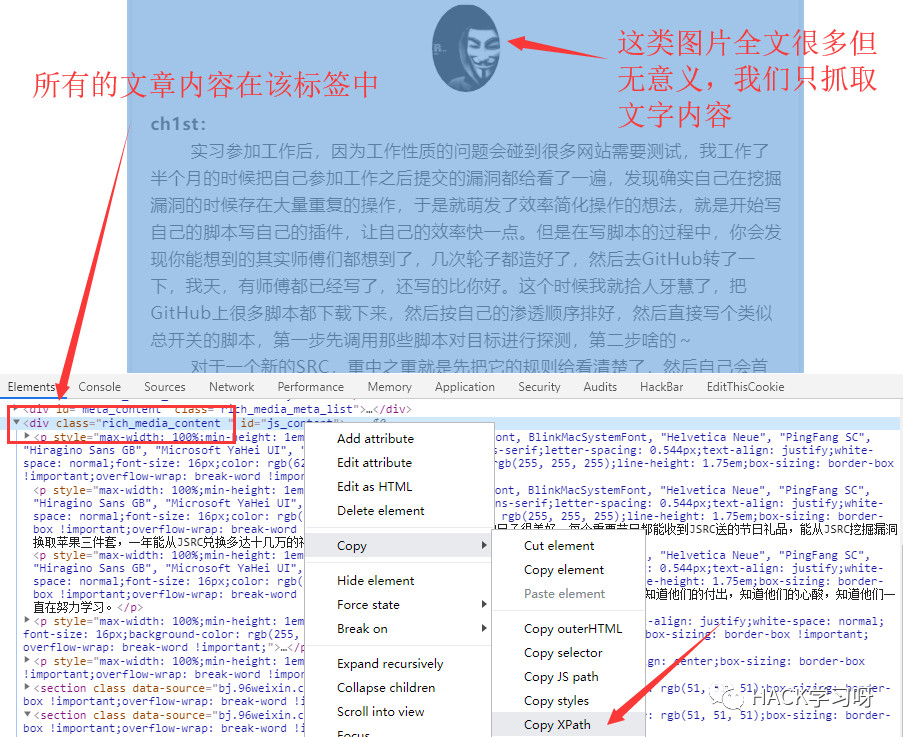 所有的文章内容在该标签中
这类图片全文很多但
无意义，我们只抓取
文字内容
ch1st：
实习参加工作后，因为工作性质的问题会碰到很多网站需要测试，我工作了
半个月的时候把自己参加工作之后提交的漏洞都给看了一遍，发现确实自己在挖掘
漏洞的时候存在大量重复的操作，于是就萌发了效率简化操作的想法，就是开始写
自己的脚本写自己的插件，让自己的效率快一点。但是在写脚本的过程中，你会发
现你能想到的其实师傅们都想到了，几次轮子都造好了，然后去GitHub转了一
下，我天，有师傅都已经写了，还写的比你好。这个时候我就拾人牙慧了，把
GitHub上很多脚本都下载下来，然后按自己的渗透顺序排好，然后直接写个类似
总开关的脚本，第一步先调用那些脚本对目标进行探测，第二步啥的～
对于一个新的SRC，重中之重就是先把它的规则给看清楚了，然后自己会首
Elements Console Sources Network Performance Memory Application Security Audits HackBar EditThisCookie
<div id="meta_content" class="rich_media_meta_list">…</div>
<div class="rich_media_content " id="js_content">
<p style="max-width: 100%;min-height: 1em ont, BlinkMacSystemFont, "Helvetica Neue", "PingFang SC",
"Hiragino Sans GB", "Microsoft YaHei UI", s-serif;letter-spacing: 0.544px;text-align: justify;white-
space: normal;font-size: 16px;color: rgb(62 rgb(255, 255, 255);line-height: 1.75em;box-sizing: border-box
!important;overflow-wrap: break-word !impor
<p style="max-width: 100%;min-height: 1em ont, BlinkMacSystemFont, "Helvetica Neue", "PingFang SC",
"Hiragino Sans GB", "Microsoft YaHei UI", ns-serif;letter-spacing: 0.544px;text-align: justify;white-
space: normal;font-size: 16px;color: rgb( rgb(255, 255, 255);line-height: 1.75em;box-sizing: border-
box !important;overflow-wrap: break-word 都能收到JSRC送的节日礼品，能从JSRC挖掘漏洞
换取苹果三件套，一年能从JSRC兑换多达十几万的礼
<p style="max-width: 100%;min-height: 1em "Helvetica Neue", "PingFang SC",
"Hiragino Sans GB", "Microsoft YaHei UI", : 0.544px;text-align: justify;white-
space: normal;font-size: 16px;color: rgb( e-height: 1.75em;box-sizing: border-
box !important;overflow-wrap: break-word 知道他们的付出，知道他们的心酸，知道他们一
直在努力学习。</p>
<p style="max-width: 100%;min-height: 1em -align: justify;white-space: normal;
font-size: 16px;background-color: rgb(255, box-sizing: border-box !important;
overflow-wrap: break-word !important;">…</p
<p style="max-width: 100%;min-height: 1em gn: center;box-sizing: border-box
!important;overflow-wrap: break-word !impor
<section class data-source="bj.96weixin.c rgb(51, 51, 51);box-sizing: border-
box !important;overflow-wrap: break-word
<section class data-source="bj.96weixin.c rgb(51, 51, 51);box-sizing: border-
box !important;overflow-wrap: break-word
Add attribute
Edit attribute
Edit as HTML
Delete element
Copy
Hide element
Force state
Break on
Expand recursively
Collapse children
Scroll into view
Focus
Cut element
Copy element
Paste element
Copy outerHTML
Copy selector
Copy JS path
Copy styles
Copy XPath
HACK学习呀